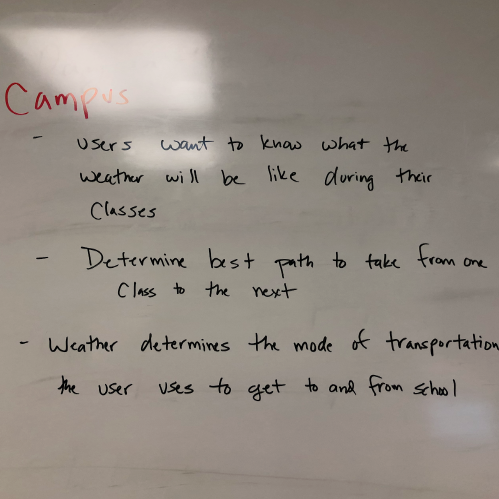 Campus
- Users want to know what the
weather will be like during their
Classes
- Determine best path to take from one
Class to the next
- Weather determines the mode of transportation
the user uses to get to and from school